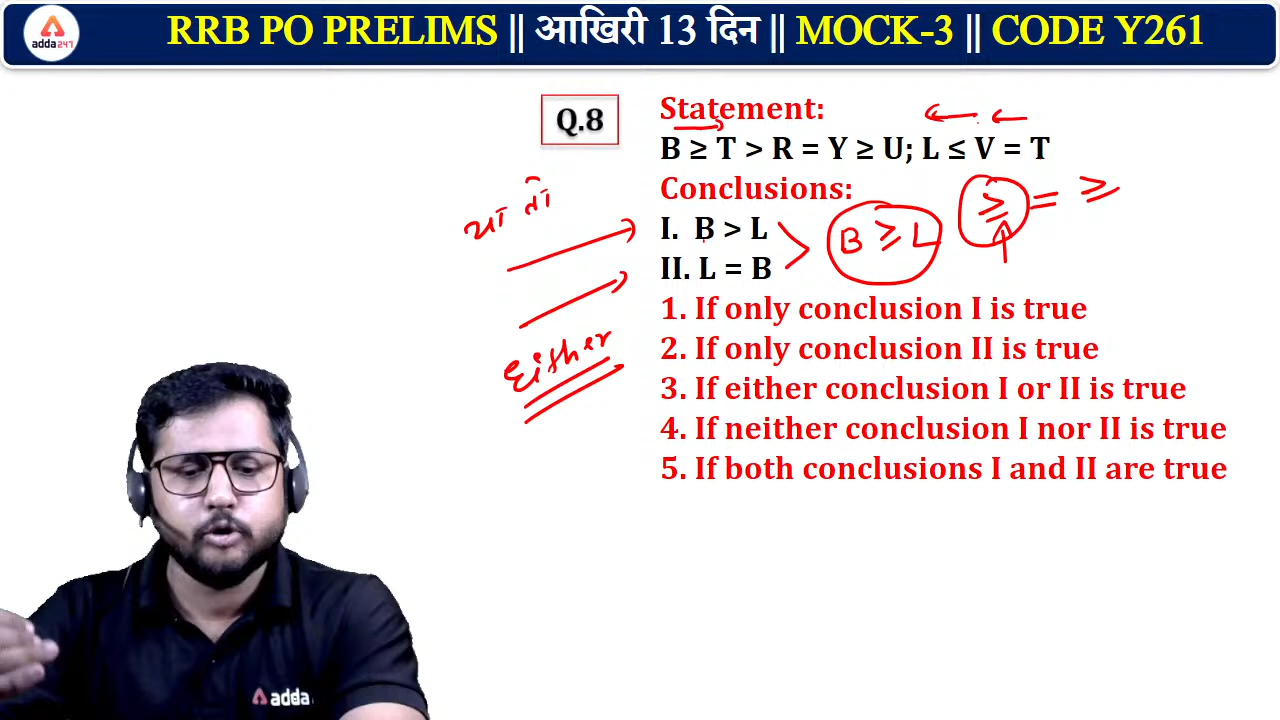 RRB PO PRELIMS || आखिरी 13 दिन || MOCK-3 || CODE Y261
adda247
Q.8
Statement:
B ≥ T > R = Y ≥ U; L ≤ V = T
Conclusions:
I. B > L
II. L = B
B ≥ L
≥ = ≥
या तो
Either
1. If only conclusion I is true
2. If only conclusion II is true
3. If either conclusion I or II is true
4. If neither conclusion I nor II is true
5. If both conclusions I and II are true
adda